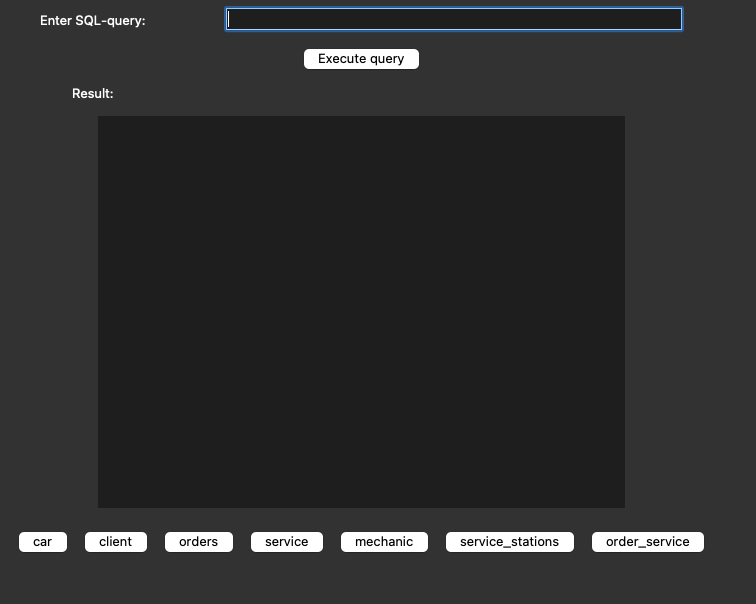 Enter SQL-query:
Execute query
Result:
car client orders service mechanic service_stations order_service